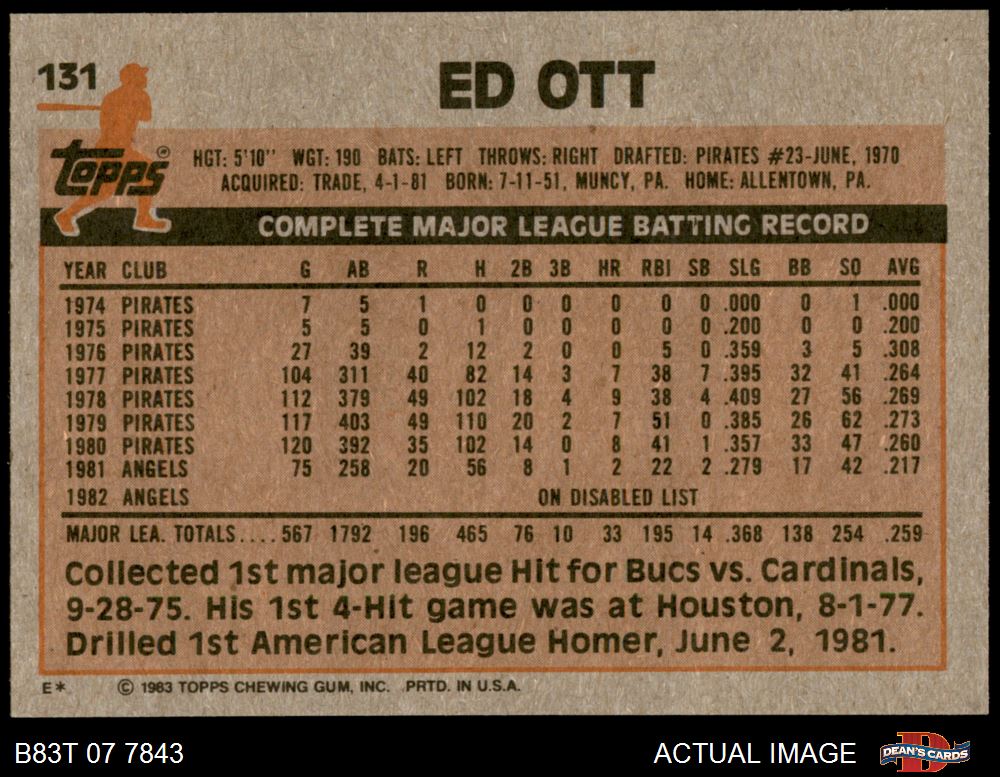 131
ED OTT
topps®
HGT: 5'10" WGT: 190 BATS: LEFT THROWS: RIGHT DRAFTED: PIRATES #23-JUNE, 1970
ACQUIRED: TRADE, 4-1-81 BORN: 7-11-51, MUNCY, PA. HOME: ALLENTOWN, PA.
COMPLETE MAJOR LEAGUE BATTING RECORD
YEAR CLUB G AB R H 2B 3B HR RBI SB SLG BB SO AVG
1974 PIRATES 7 5 1 0 0 0 0 0 0 .000 0 1 .000
1975 PIRATES 5 5 0 1 0 0 0 0 0 .200 0 0 .200
1976 PIRATES 27 39 2 12 2 0 0 5 0 .359 3 5 .308
1977 PIRATES 104 311 40 82 14 3 7 38 7 .395 32 41 .264
1978 PIRATES 112 379 49 102 18 4 9 38 4 .409 27 56 .269
1979 PIRATES 117 403 49 110 20 2 7 51 0 .385 26 62 .273
1980 PIRATES 120 392 35 102 14 0 8 41 1 .357 33 47 .260
1981 ANGELS 75 258 20 56 8 1 2 22 2 .279 17 42 .217
1982 ANGELS ON DISABLED LIST
MAJOR LEA. TOTALS....567 1792 196 465 76 10 33 195 14 .368 138 254 .259
Collected 1st major league Hit for Bucs vs. Cardinals,
9-28-75. His 1st 4-Hit game was at Houston, 8-1-77.
Drilled 1st American League Homer, June 2, 1981.
E* © 1983 TOPPS CHEWING GUM, INC. PRTD. IN U.S.A.
B83T 07 7843 ACTUAL IMAGE DEAN'S CARDS